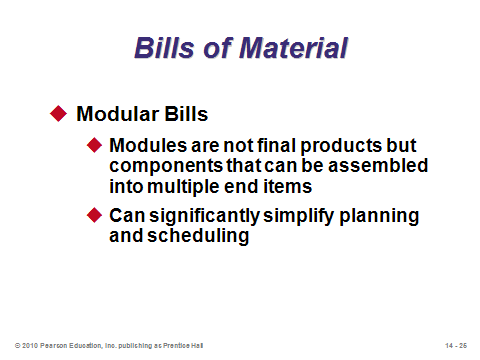 Bills of Material
Modular Bills
Modules are not final products but
components that can be assembled
into multiple end items
Can significantly simplify planning
and scheduling
© 2010 Pearson Education, Inc. publishing as Prentice Hall
14 - 25